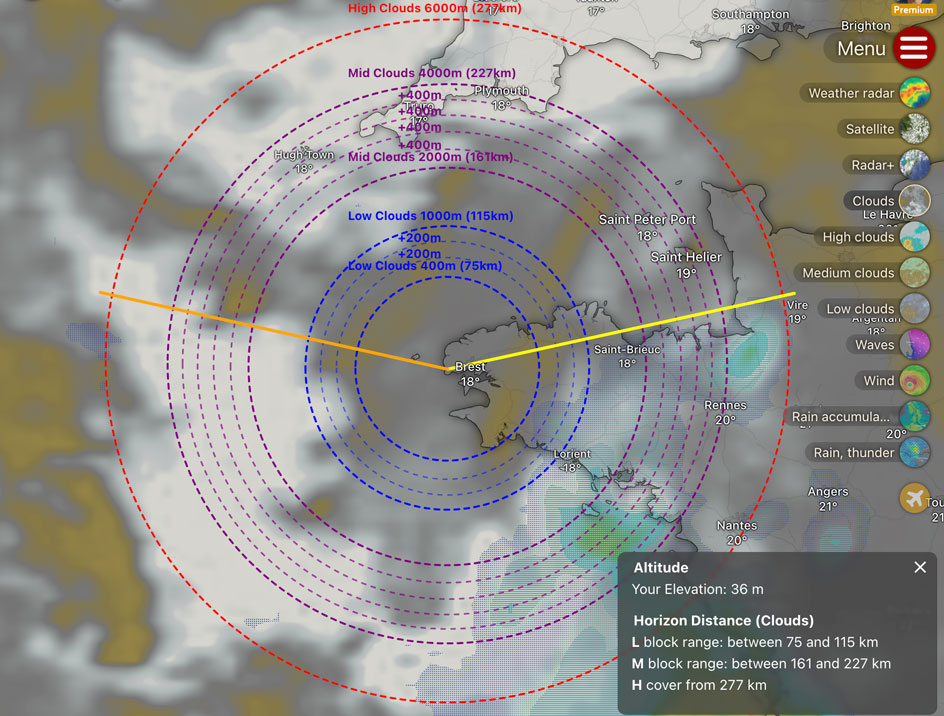 High Clouds 6000m (277km)
17°
17°
Southampton
18°
Premium
Brighton
Menu
Mid Clouds 4000m (227km)
Plymouth
18°
Weather radar
+400m
Truro
17°
+400m
+400m
Satellite
+400m
Hugh Town
18°
Mid Clouds 2000m (161km)
Radar+
Clouds
Le Havre
Low Clouds 1000m (115km)
Saint Peter Port
18°
High clouds
+200m
+200m
Saint Helier
19°
Low Clouds 400m (75km)
Medium clouds
Vire
19°
Low clouds
Argentan
18°
Waves
Saint-Brieuc
18°
Brest
18°
Wind
Rennes
20°
Rain accumula...
20°
Rain, thunder
Lorient
18°
Angers
21°
Tou
21
Nantes
20°
Altitude
Your Elevation: 36 m
Horizon Distance (Clouds)
L block range: between 75 and 115 km
M block range: between 161 and 227 km
H cover from 277 km